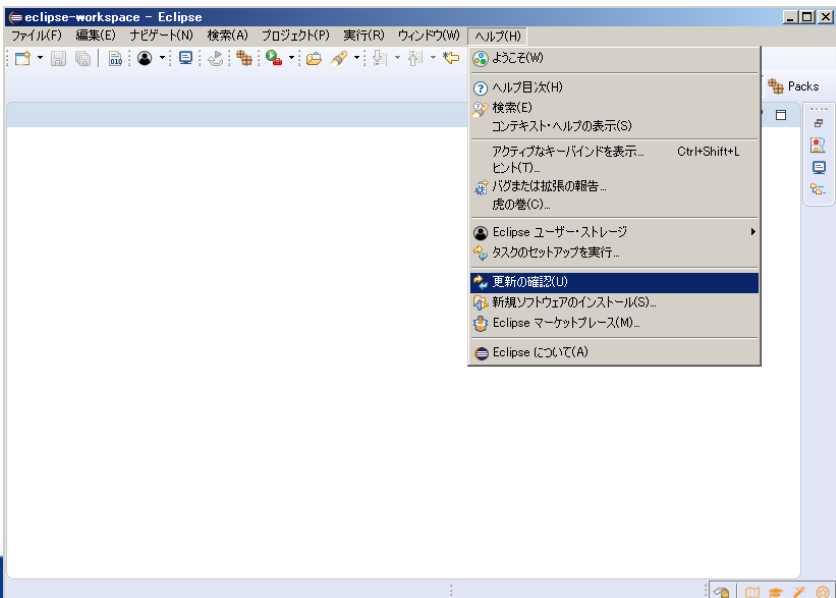 eclipse-workspace - Eclipse
ファイル(F) 編集(E) ナビゲート(N) 検索(A) プロジェクト(P) 実行(R) ウィンドウ(W) ヘルプ(H)
ようこそ(W)
Packs
ヘルプ目次(H)
検索(E)
コンテキスト・ヘルプの表示(S)
アクティブなキーバインドを表示... Ctrl+Shift+L
ヒント(T)...
バグまたは拡張の報告...
虎の巻(C)...
Eclipse ユーザー・ストレージ
タスクのセットアップを実行...
更新の確認(U)
新規ソフトウェアのインストール(S)...
Eclipse マーケットプレース(M)...
Eclipse について(A)